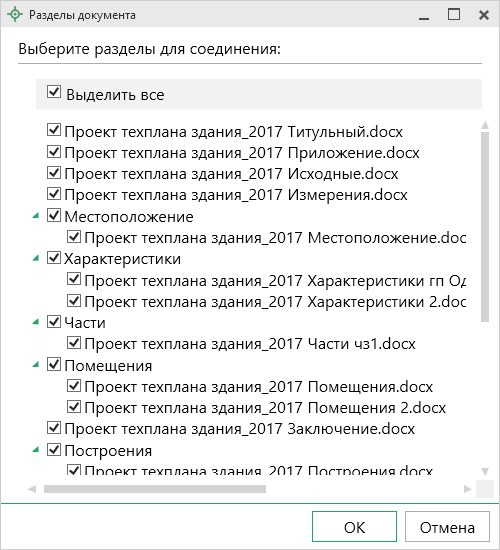 Разделы документа
Выберите разделы для соединения:
Выделить все
Проект техплана здания_2017 Титульный.docx
Проект техплана здания_2017 Приложение.docx
Проект техплана здания_2017 Исходные.docx
Проект техплана здания_2017 Измерения.docx
Местоположение
Проект техплана здания_2017 Местоположение.doc
Характеристики
Проект техплана здания_2017 Характеристики гп Од
Проект техплана здания_2017 Характеристики 2.doc
Части
Проект техплана здания_2017 Части чз1.docx
Помещения
Проект техплана здания_2017 Помещения.docx
Проект техплана здания_2017 Помещения 2.docx
Проект техплана здания_2017 Заключение.docx
Построения
Проект техплана здания_2017 Построения.docx
ОК Отмена